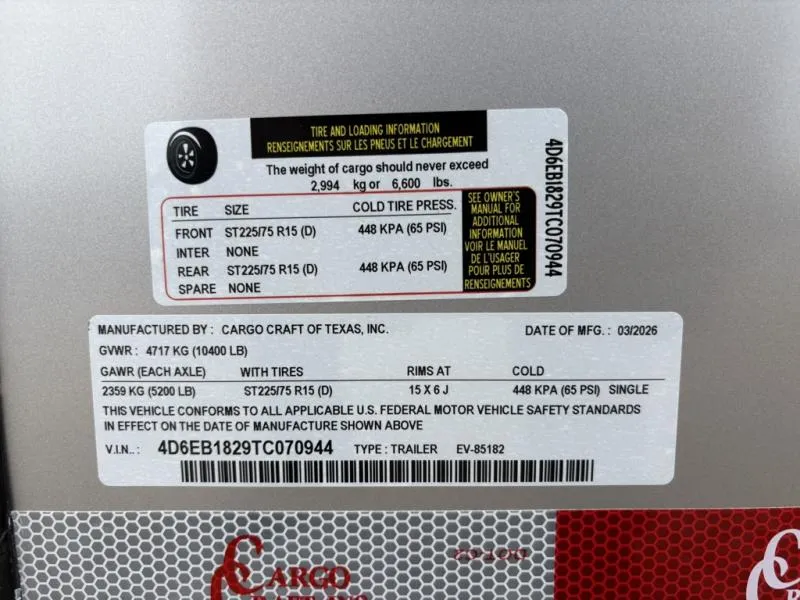 TIRE AND LOADING INFORMATION
RENSEIGNEMENTS SUR LES PNEUS ET LE CHARGEMENT
The weight of cargo should never exceed
2,994 kg or 6,600 lbs.
TIRE SIZE COLD TIRE PRESS.
FRONT ST225/75 R15 (D) 448 KPA (65 PSI)
INTER NONE
REAR ST225/75 R15 (D) 448 KPA (65 PSI)
SPARE NONE
SEE OWNER'S
MANUAL FOR
ADDITIONAL
INFORMATION
VOIR LE MANUEL
DE L'USAGER
POUR PLUS DE
RENSEIGNEMENTS
4D6EB1829TC070944
MANUFACTURED BY : CARGO CRAFT OF TEXAS, INC. DATE OF MFG. : 03/2026
GVWR : 4717 KG (10400 LB)
GAWR (EACH AXLE) WITH TIRES RIMS AT COLD
2359 KG (5200 LB) ST225/75 R15 (D) 15 X 6 J 448 KPA (65 PSI) SINGLE
THIS VEHICLE CONFORMS TO ALL APPLICABLE U.S. FEDERAL MOTOR VEHICLE SAFETY STANDARDS
IN EFFECT ON THE DATE OF MANUFACTURE SHOWN ABOVE
V.I.N.. : 4D6EB1829TC070944 TYPE : TRAILER EV-85182
DOT-C2
CARGO